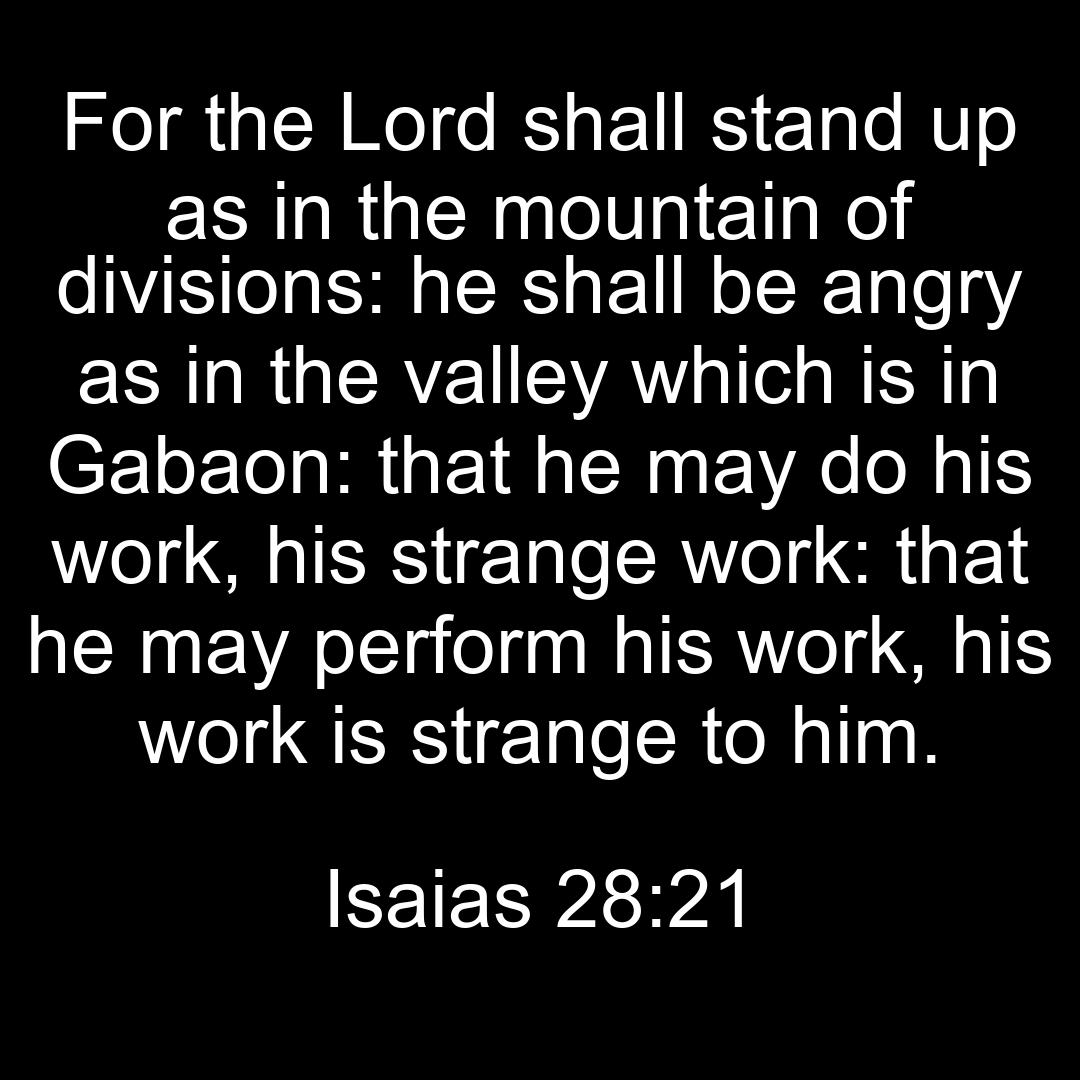 For the Lord shall stand up
as in the mountain of
divisions: he shall be angry
as in the valley which is in
Gabaon: that he may do his
work, his strange work: that
he may perform his work, his
work is strange to him.
Isaias 28:21